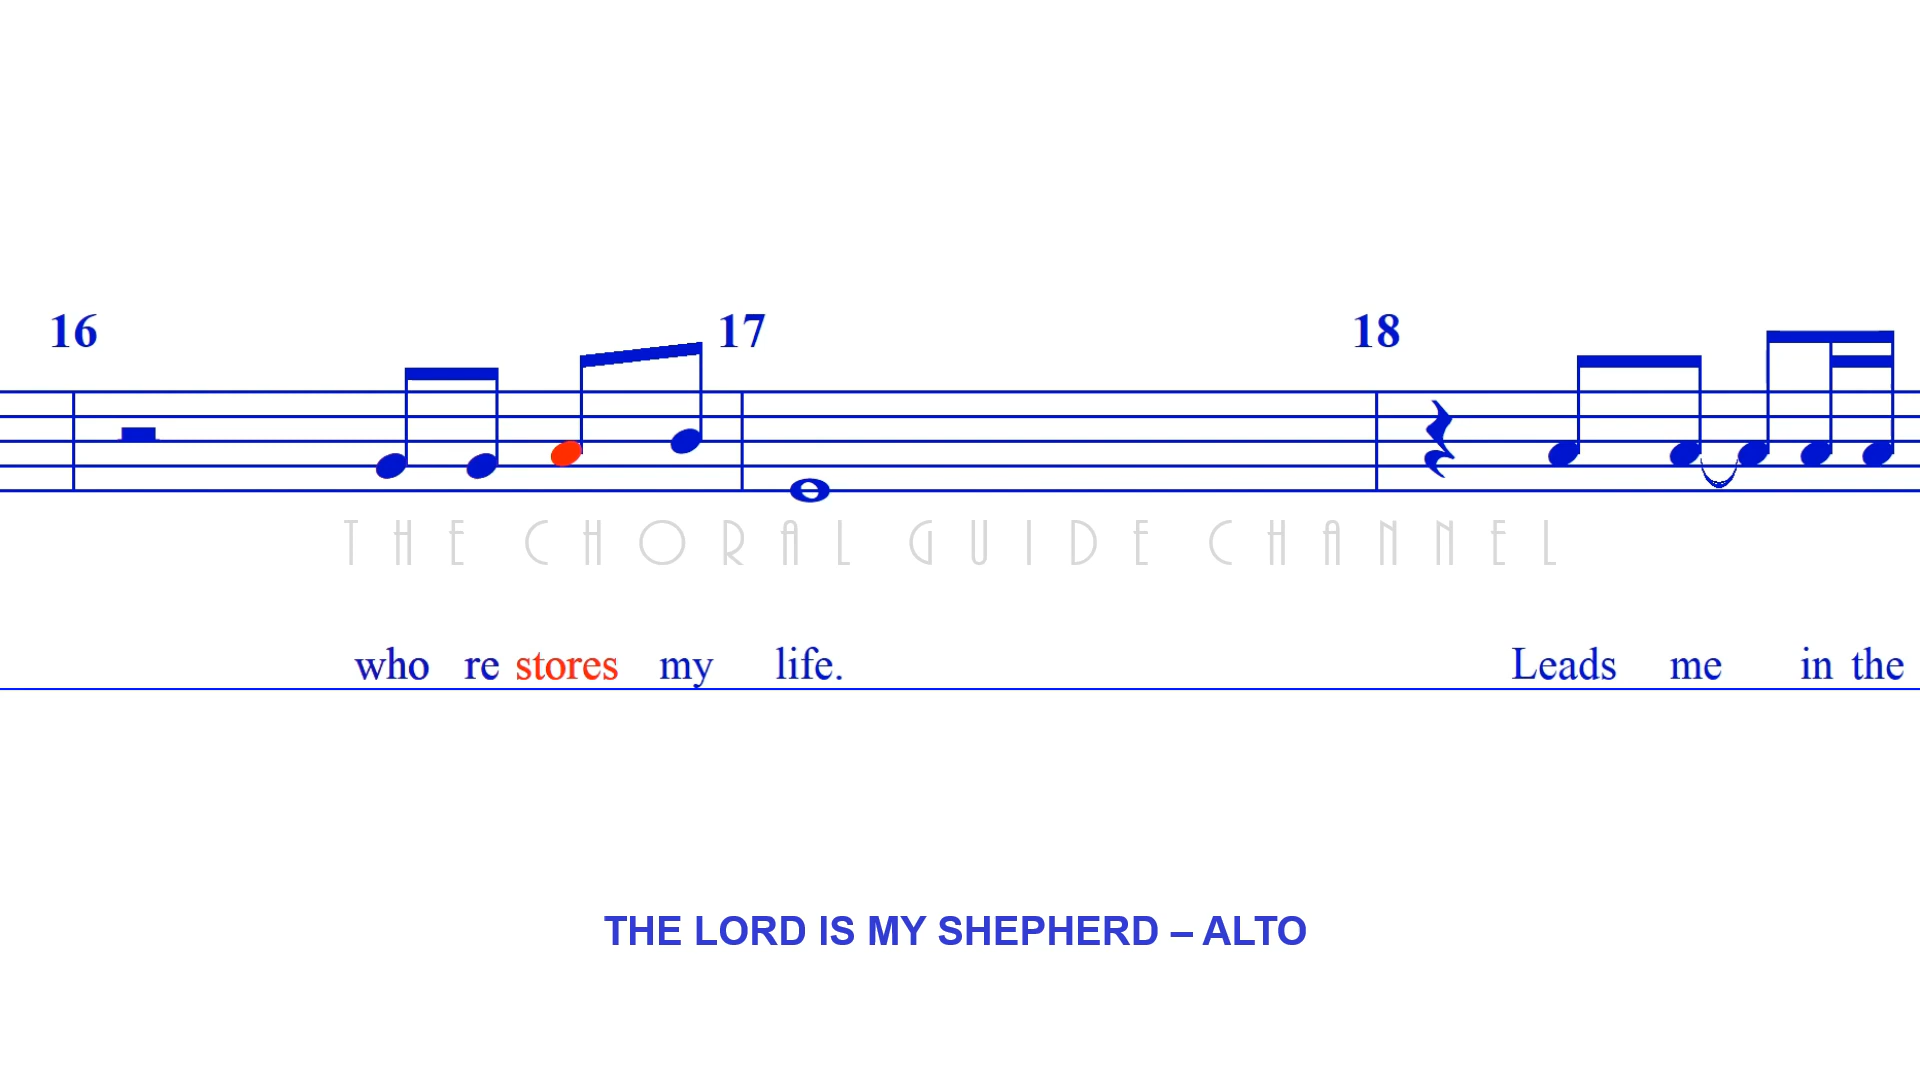 16 17 18
THE CHORAL GUIDE CHANNEL
who re stores my life. Leads me in the
THE LORD IS MY SHEPHERD – ALTO